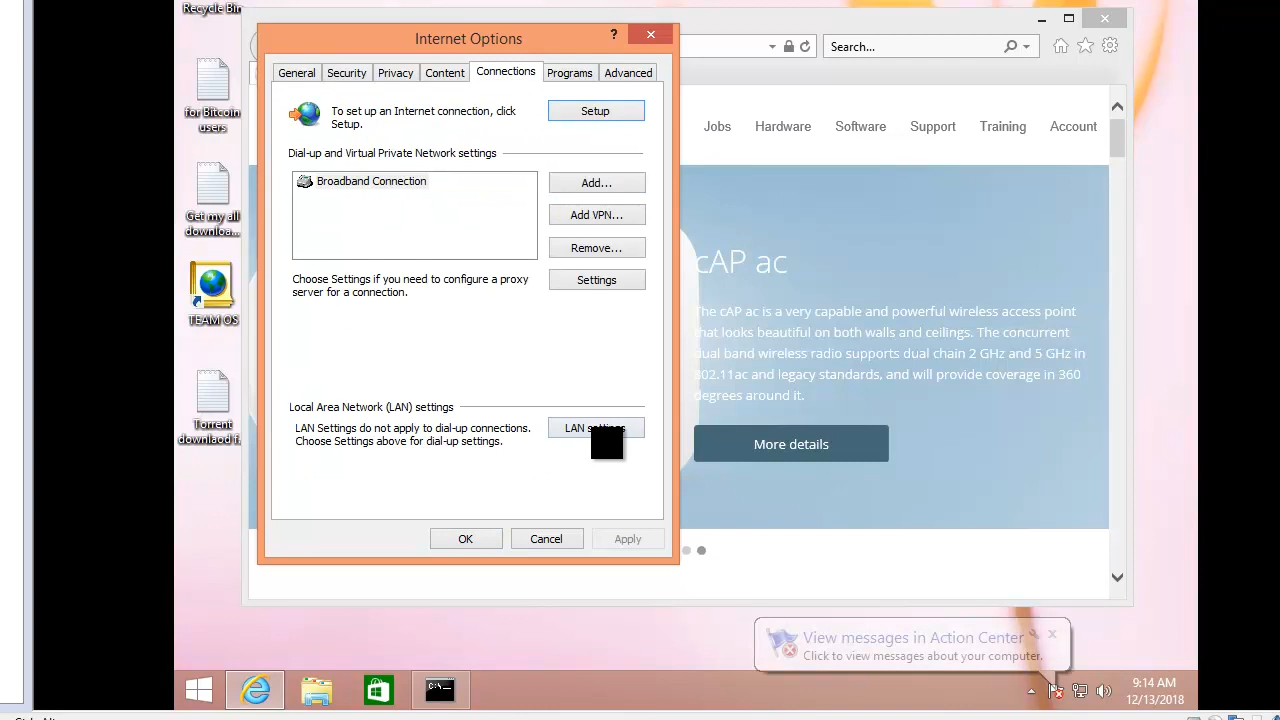 Recycle Bin
for Bitcoin
users
Get my all
downloa...
TEAM OS
Torrent
downlaod f.
Internet Options
?
General
Security
Privacy
Content
Connections
Programs
Advanced
To set up an Internet connection, click
Setup.
Setup
Dial-up and Virtual Private Network settings
Broadband Connection
Add...
Add VPN...
Remove...
Choose Settings if you need to configure a proxy
server for a connection.
Settings
Local Area Network (LAN) settings
LAN Settings do not apply to dial-up connections.
Choose Settings above for dial-up settings.
LAN settings
OK
Cancel
Apply
Search...
Jobs
Hardware
Software
Support
Training
Account
cAP ac
The cAP ac is a very capable and powerful wireless access point
that looks beautiful on both walls and ceilings. The concurrent
dual band wireless radio supports dual chain 2 GHz and 5 GHz in
802.11ac and legacy standards, and will provide coverage in 360
degrees around it.
More details
View messages in Action Center
Click to view messages about your computer.
9:14 AM
12/13/2018